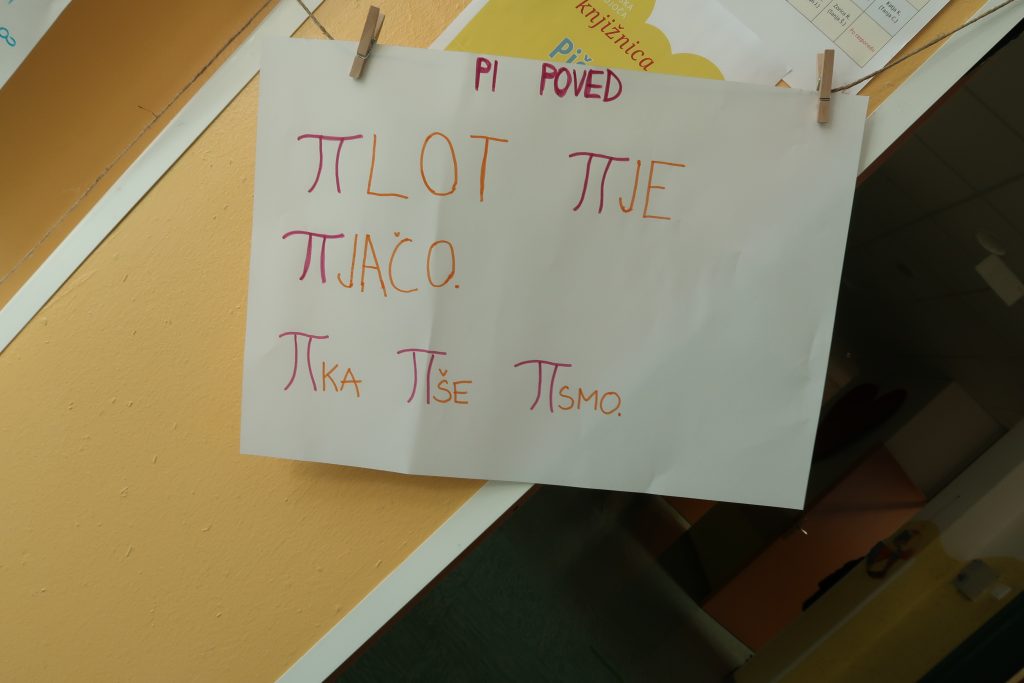 knjižnica
PI POVED
πLOT πJE
πJAČO.
πKA πŠE πSMO.